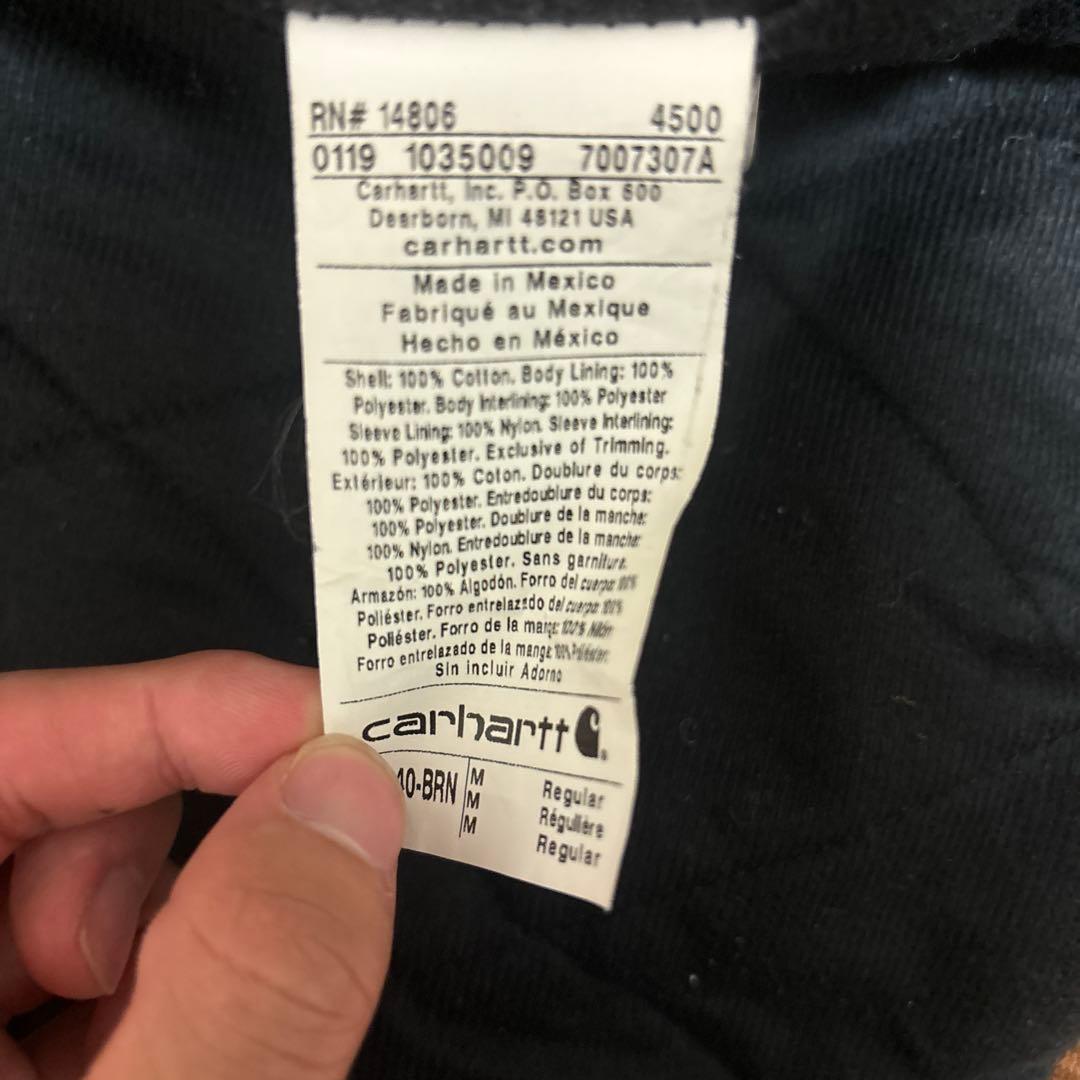 RN# 14806 4500
0119 1035009 7007307A
Carhartt, Inc. P.O. Box 600
Dearborn, MI 48121 USA
carhartt.com
Made in Mexico
Fabriqué au Mexique
Hecho en México
Shell: 100% Cotton. Body Lining: 100%
Polyester. Body Interlining: 100% Polyester
Sleeve Lining: 100% Nylon. Sleeve Interlining:
100% Polyester. Exclusive of Trimming.
Extérieur: 100% Coton. Doublure du corps:
100% Polyester. Entredoublure du corps:
100% Polyester. Doublure de la manche:
100% Nylon. Entredoublure de la manche:
100% Polyester. Sans garniture.
Armazón: 100% Algodón. Forro del cuerpo: 100%
Poliéster. Forro entrelazado del cuerpo: 100%
Poliéster. Forro de la mang: 100% Nilón
Forro entrelazado de la mang: 100% Poliéster.
Sin incluir Adorno
carhartt
40-BRN M Regular
M Régulière
M Regular